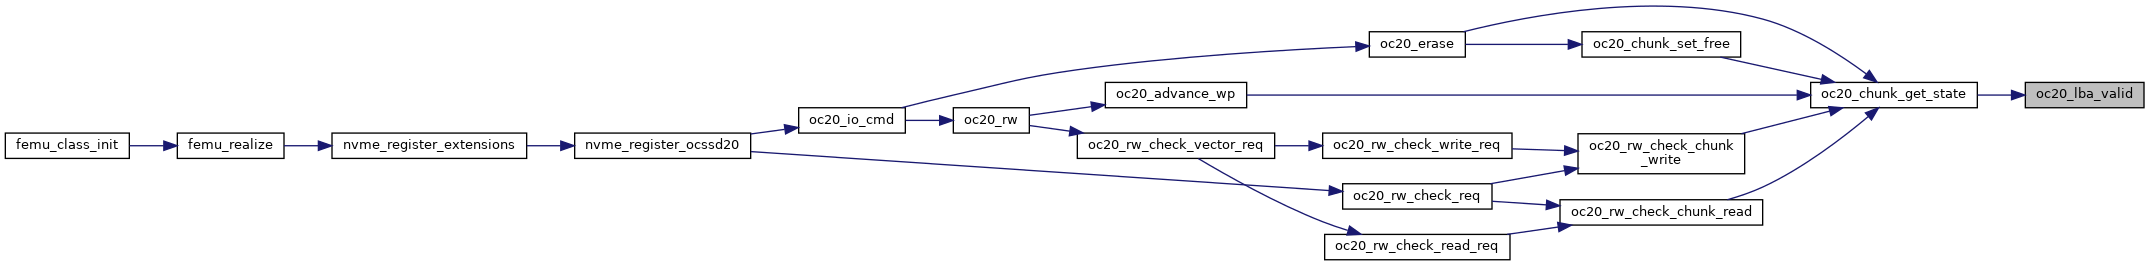 femu_class_init
femu_realize
nvme_register_extensions
nvme_register_ocssd20
oc20_io_cmd
oc20_rw
oc20_erase
oc20_advance_wp
oc20_rw_check_vector_req
oc20_rw_check_write_req
oc20_rw_check_req
oc20_rw_check_read_req
oc20_chunk_set_free
oc20_rw_check_chunk
_write
oc20_rw_check_chunk_read
oc20_chunk_get_state
oc20_lba_valid